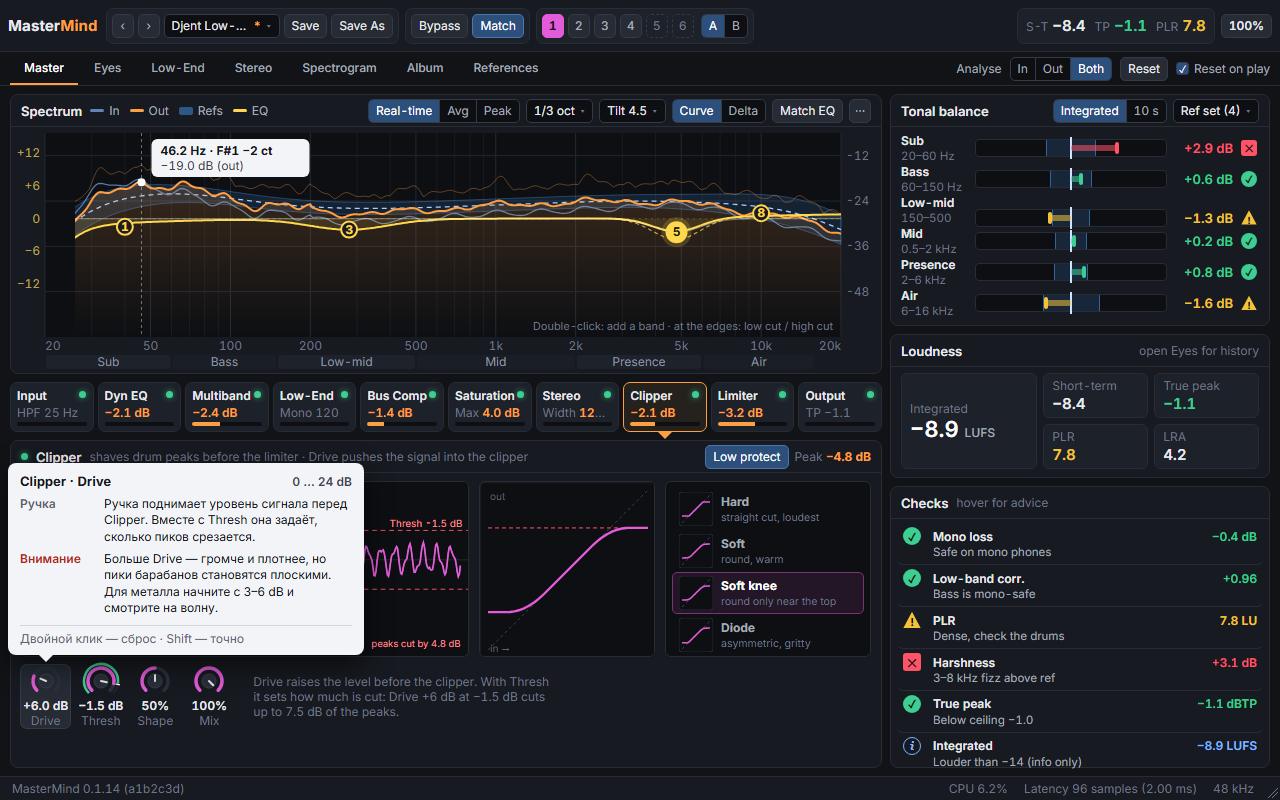 MasterMind ‹ › Djent Low-... * Save Save As Bypass Match 1 2 3 4 5 6 A B S-T −8.4 TP −1.1 PLR 7.8 100%
Master Eyes Low-End Stereo Spectrogram Album References Analyse In Out Both Reset Reset on play
Spectrum In Out Refs EQ Real-time Avg Peak 1/3 oct Tilt 4.5 Curve Delta Match EQ ...
46.2 Hz · F#1 −2 ct
−19.0 dB (out)
+12
+6
0
−6
−12
-12
-24
-36
-48
1
3
5
8
Double-click: add a band · at the edges: low cut / high cut
20 50 100 200 500 1k 2k 5k 10k 20k
Sub Bass Low-mid Mid Presence Air
Tonal balance Integrated 10 s Ref set (4)
Sub
20–60 Hz
+2.9 dB
Bass
60–150 Hz
+0.6 dB
Low-mid
150–500
−1.3 dB
Mid
0.5–2 kHz
+0.2 dB
Presence
2–6 kHz
+0.8 dB
Air
6–16 kHz
−1.6 dB
Loudness open Eyes for history
Integrated
−8.9 LUFS
Short-term
−8.4
True peak
−1.1
PLR
7.8
LRA
4.2
Input
HPF 25 Hz
Dyn EQ
−2.1 dB
Multiband
−2.4 dB
Low-End
Mono 120
Bus Comp
−1.4 dB
Saturation
Max 4.0 dB
Stereo
Width 12...
Clipper
−2.1 dB
Limiter
−3.2 dB
Output
TP −1.1
Clipper shaves drum peaks before the limiter · Drive pushes the signal into the clipper Low protect Peak −4.8 dB
Clipper · Drive 0 ... 24 dB
Ручка Ручка поднимает уровень сигнала перед
Clipper. Вместе с Thresh она задаёт,
сколько пиков срезается.
Внимание Больше Drive — громче и плотнее, но
пики барабанов становятся плоскими.
Для металла начните с 3–6 dB и
смотрите на волну.
Двойной клик — сброс · Shift — точно
Thresh -1.5 dB
peaks cut by 4.8 dB
out
in →
Hard
straight cut, loudest
Soft
round, warm
Soft knee
round only near the top
Diode
asymmetric, gritty
+6.0 dB
Drive
−1.5 dB
Thresh
50%
Shape
100%
Mix
Drive raises the level before the clipper. With Thresh
it sets how much is cut: Drive +6 dB at −1.5 dB cuts
up to 7.5 dB of the peaks.
Checks hover for advice
Mono loss −0.4 dB
Safe on mono phones
Low-band corr. +0.96
Bass is mono-safe
PLR 7.8 LU
Dense, check the drums
Harshness +3.1 dB
3–8 kHz fizz above ref
True peak −1.1 dBTP
Below ceiling −1.0
Integrated −8.9 LUFS
Louder than −14 (info only)
MasterMind 0.1.14 (a1b2c3d) CPU 6.2% Latency 96 samples (2.00 ms) 48 kHz